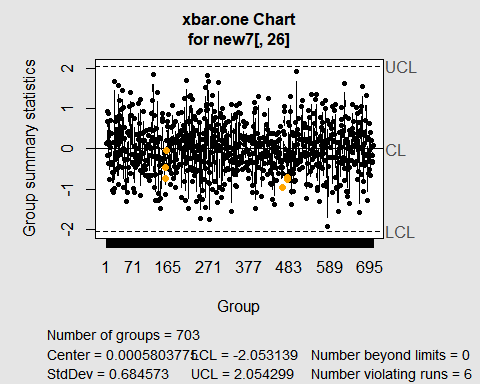 xbar.one Chart
for new7[, 26]
Group summary statistics
2
1
0
-1
-2
UCL
CL
LCL
1 71 165 271 377 483 589 695
Group
Number of groups = 703
Center = 0.0005803775 LCL = -2.053139 Number beyond limits = 0
StdDev = 0.684573 UCL = 2.054299 Number violating runs = 6